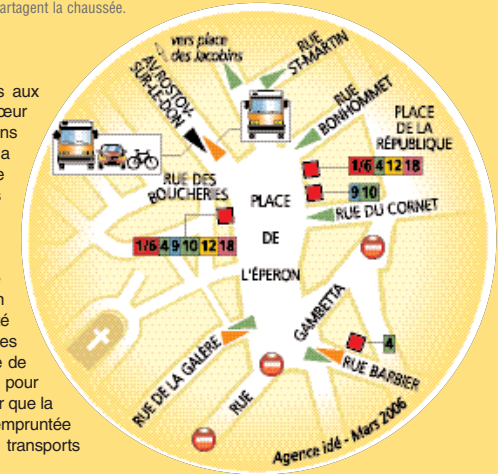 artagent la chaussée.
s aux
œur
ns
a
e
s
n
té
es
e de
pour
r que la
empruntée
transports
vers place
des Jacobins
RUE
ST-MARTIN
AV. ROSTOV-
SUR-LE-DON
RUE
BONHOMMET
PLACE
DE LA
RÉPUBLIQUE
1/6 4 12 18
9 10
RUE DES
BOUCHERIES
1/6 4 9 10 12 18
PLACE
DE
L'ÉPERON
RUE DU CORNET
GAMBETTA
RUE
RUE DE LA GALÈRE
4
RUE BARBIER
Agence idé - Mars 2006